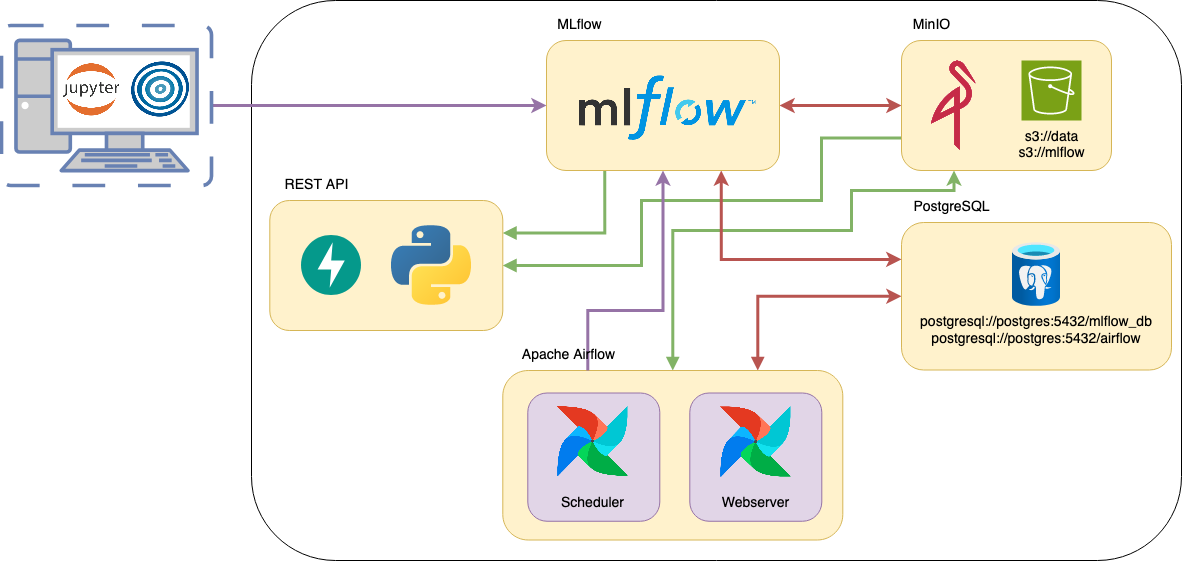 MLflow
MinIO
jupyter
mlflow™
s3://data
s3://mlflow
REST API
PostgreSQL
postgresql://postgres:5432/mlflow_db
postgresql://postgres:5432/airflow
Apache Airflow
Scheduler
Webserver